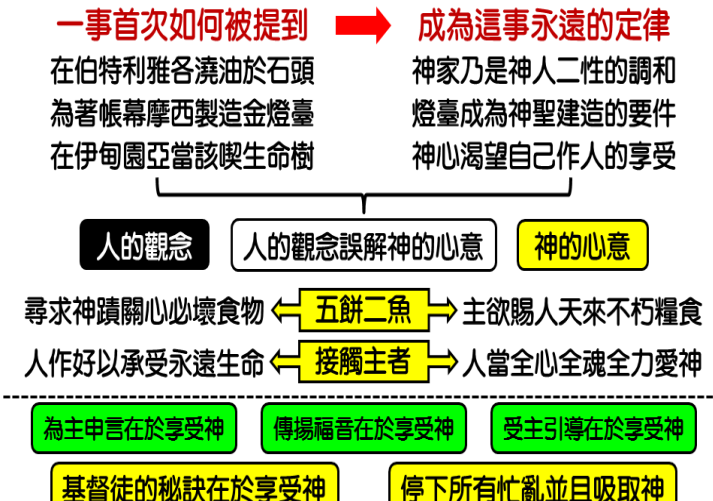 一事首次如何被提到 成為這事永遠的定律
在伯特利雅各澆油於石頭 神家乃是神人二性的調和
為著帳幕摩西製造金燈臺 燈臺成為神聖建造的要件
在伊甸園亞當該喫生命樹 神心渴望自己作人的享受
人的觀念 人的觀念誤解神的心意 神的心意
尋求神蹟關心必壞食物 五餅二魚 主欲賜人天來不朽糧食
人作好以承受永遠生命 接觸主者 人當全心全魂全力愛神
為主申言在於享受神 傳揚福音在於享受神 受主引導在於享受神
基督徒的秘訣在於享受神 停下所有忙亂並且吸取神